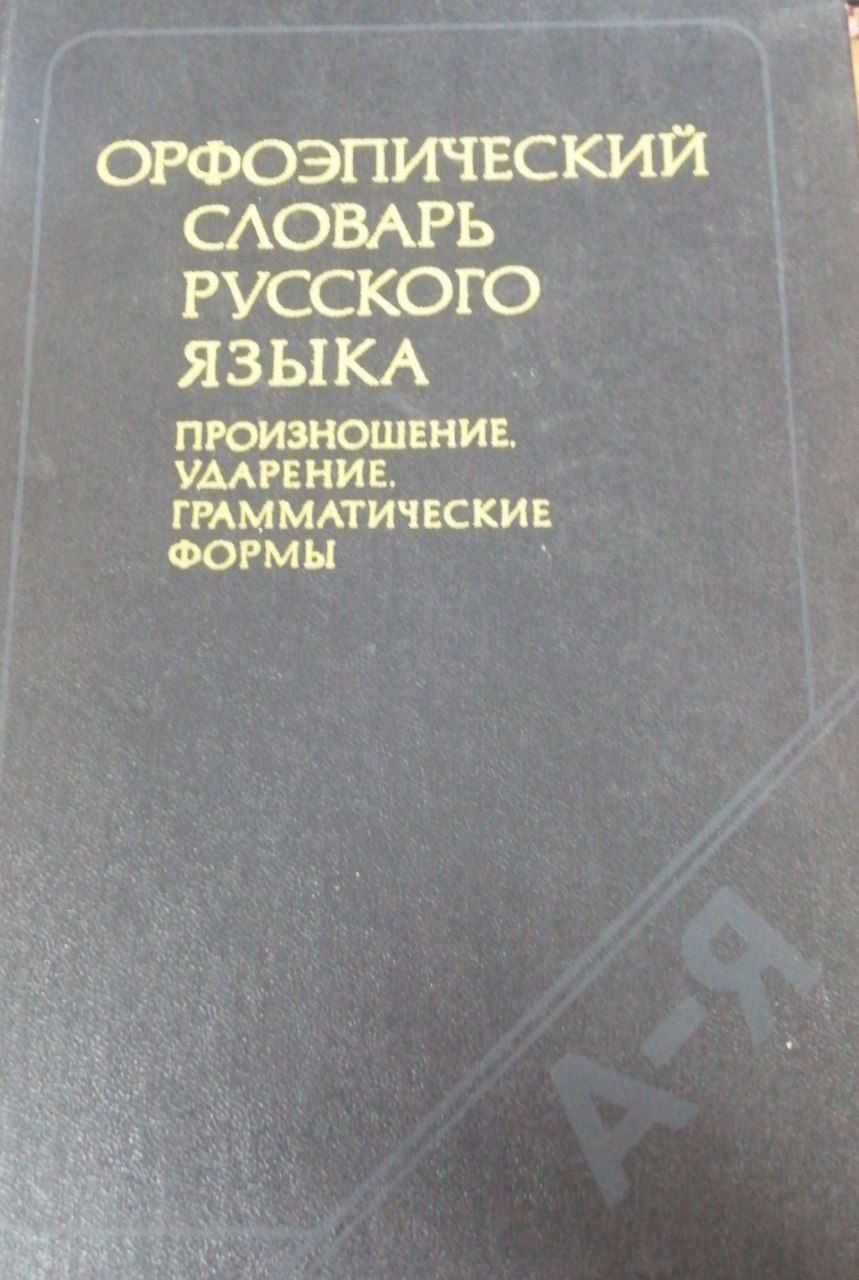 ОРФОЭПИЧЕСКИЙ
СЛОВАРЬ
РУССКОГО
ЯЗЫКА
ПРОИЗНОШЕНИЕ,
УДАРЕНИЕ,
ГРАММАТИЧЕСКИЕ
ФОРМЫ
А-Я